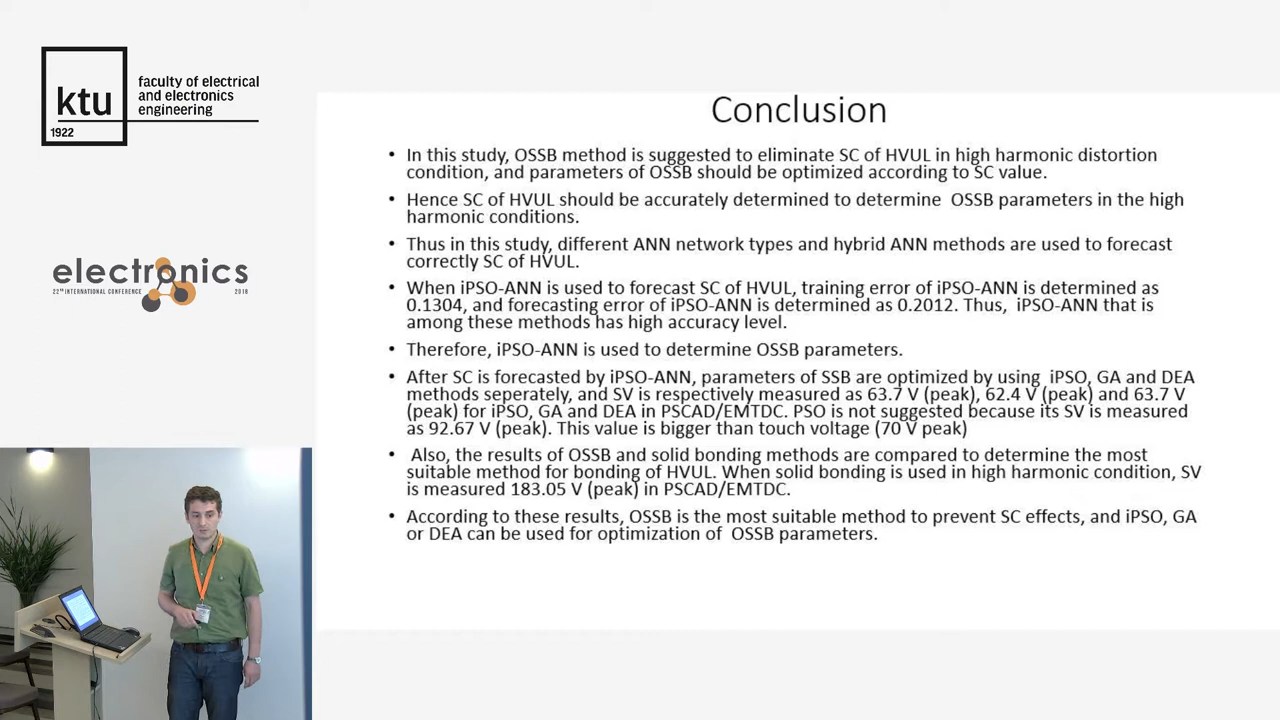 ktu
1922
faculty of electrical
and electronics
engineering
electronics
22TH INTERNATIONAL CONFERENCE 2018
Conclusion
• In this study, OSSB method is suggested to eliminate SC of HVUL in high harmonic distortion
condition, and parameters of OSSB should be optimized according to SC value.
• Hence SC of HVUL should be accurately determined to determine OSSB parameters in the high
harmonic conditions.
• Thus in this study, different ANN network types and hybrid ANN methods are used to forecast
correctly SC of HVUL.
• When iPSO-ANN is used to forecast SC of HVUL, training error of iPSO-ANN is determined as
0.1304, and forecasting error of iPSO-ANN is determined as 0.2012. Thus, iPSO-ANN that is
among these methods has high accuracy level.
• Therefore, iPSO-ANN is used to determine OSSB parameters.
• After SC is forecasted by iPSO-ANN, parameters of SSB are optimized by using iPSO, GA and DEA
methods seperately, and SV is respectively measured as 63.7 V (peak), 62.4 V (peak) and 63.7 V
(peak) for iPSO, GA and DEA in PSCAD/EMTDC. PSO is not suggested because its SV is measured
as 92.67 V (peak). This value is bigger than touch voltage (70 V peak)
• Also, the results of OSSB and solid bonding methods are compared to determine the most
suitable method for bonding of HVUL. When solid bonding is used in high harmonic condition, SV
is measured 183.05 V (peak) in PSCAD/EMTDC.
• According to these results, OSSB is the most suitable method to prevent SC effects, and iPSO, GA
or DEA can be used for optimization of OSSB parameters.